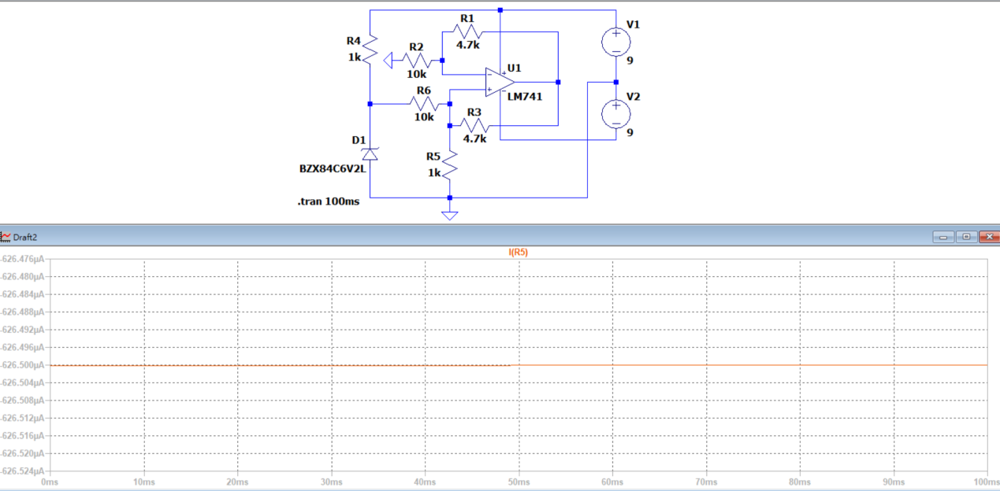 R1
4.7k
R4
1k
R2
10k
U1
LM741
V1
9
R6
10k
R3
4.7k
V2
9
D1
BZX84C6V2L
R5
1k
.tran 100ms
Draft2
I(R5)
-626.476µA
-626.480µA
-626.484µA
-626.488µA
-626.492µA
-626.496µA
-626.500µA
-626.504µA
-626.508µA
-626.512µA
-626.516µA
-626.520µA
-626.524µA
0ms 10ms 20ms 30ms 40ms 50ms 60ms 70ms 80ms 90ms 100ms